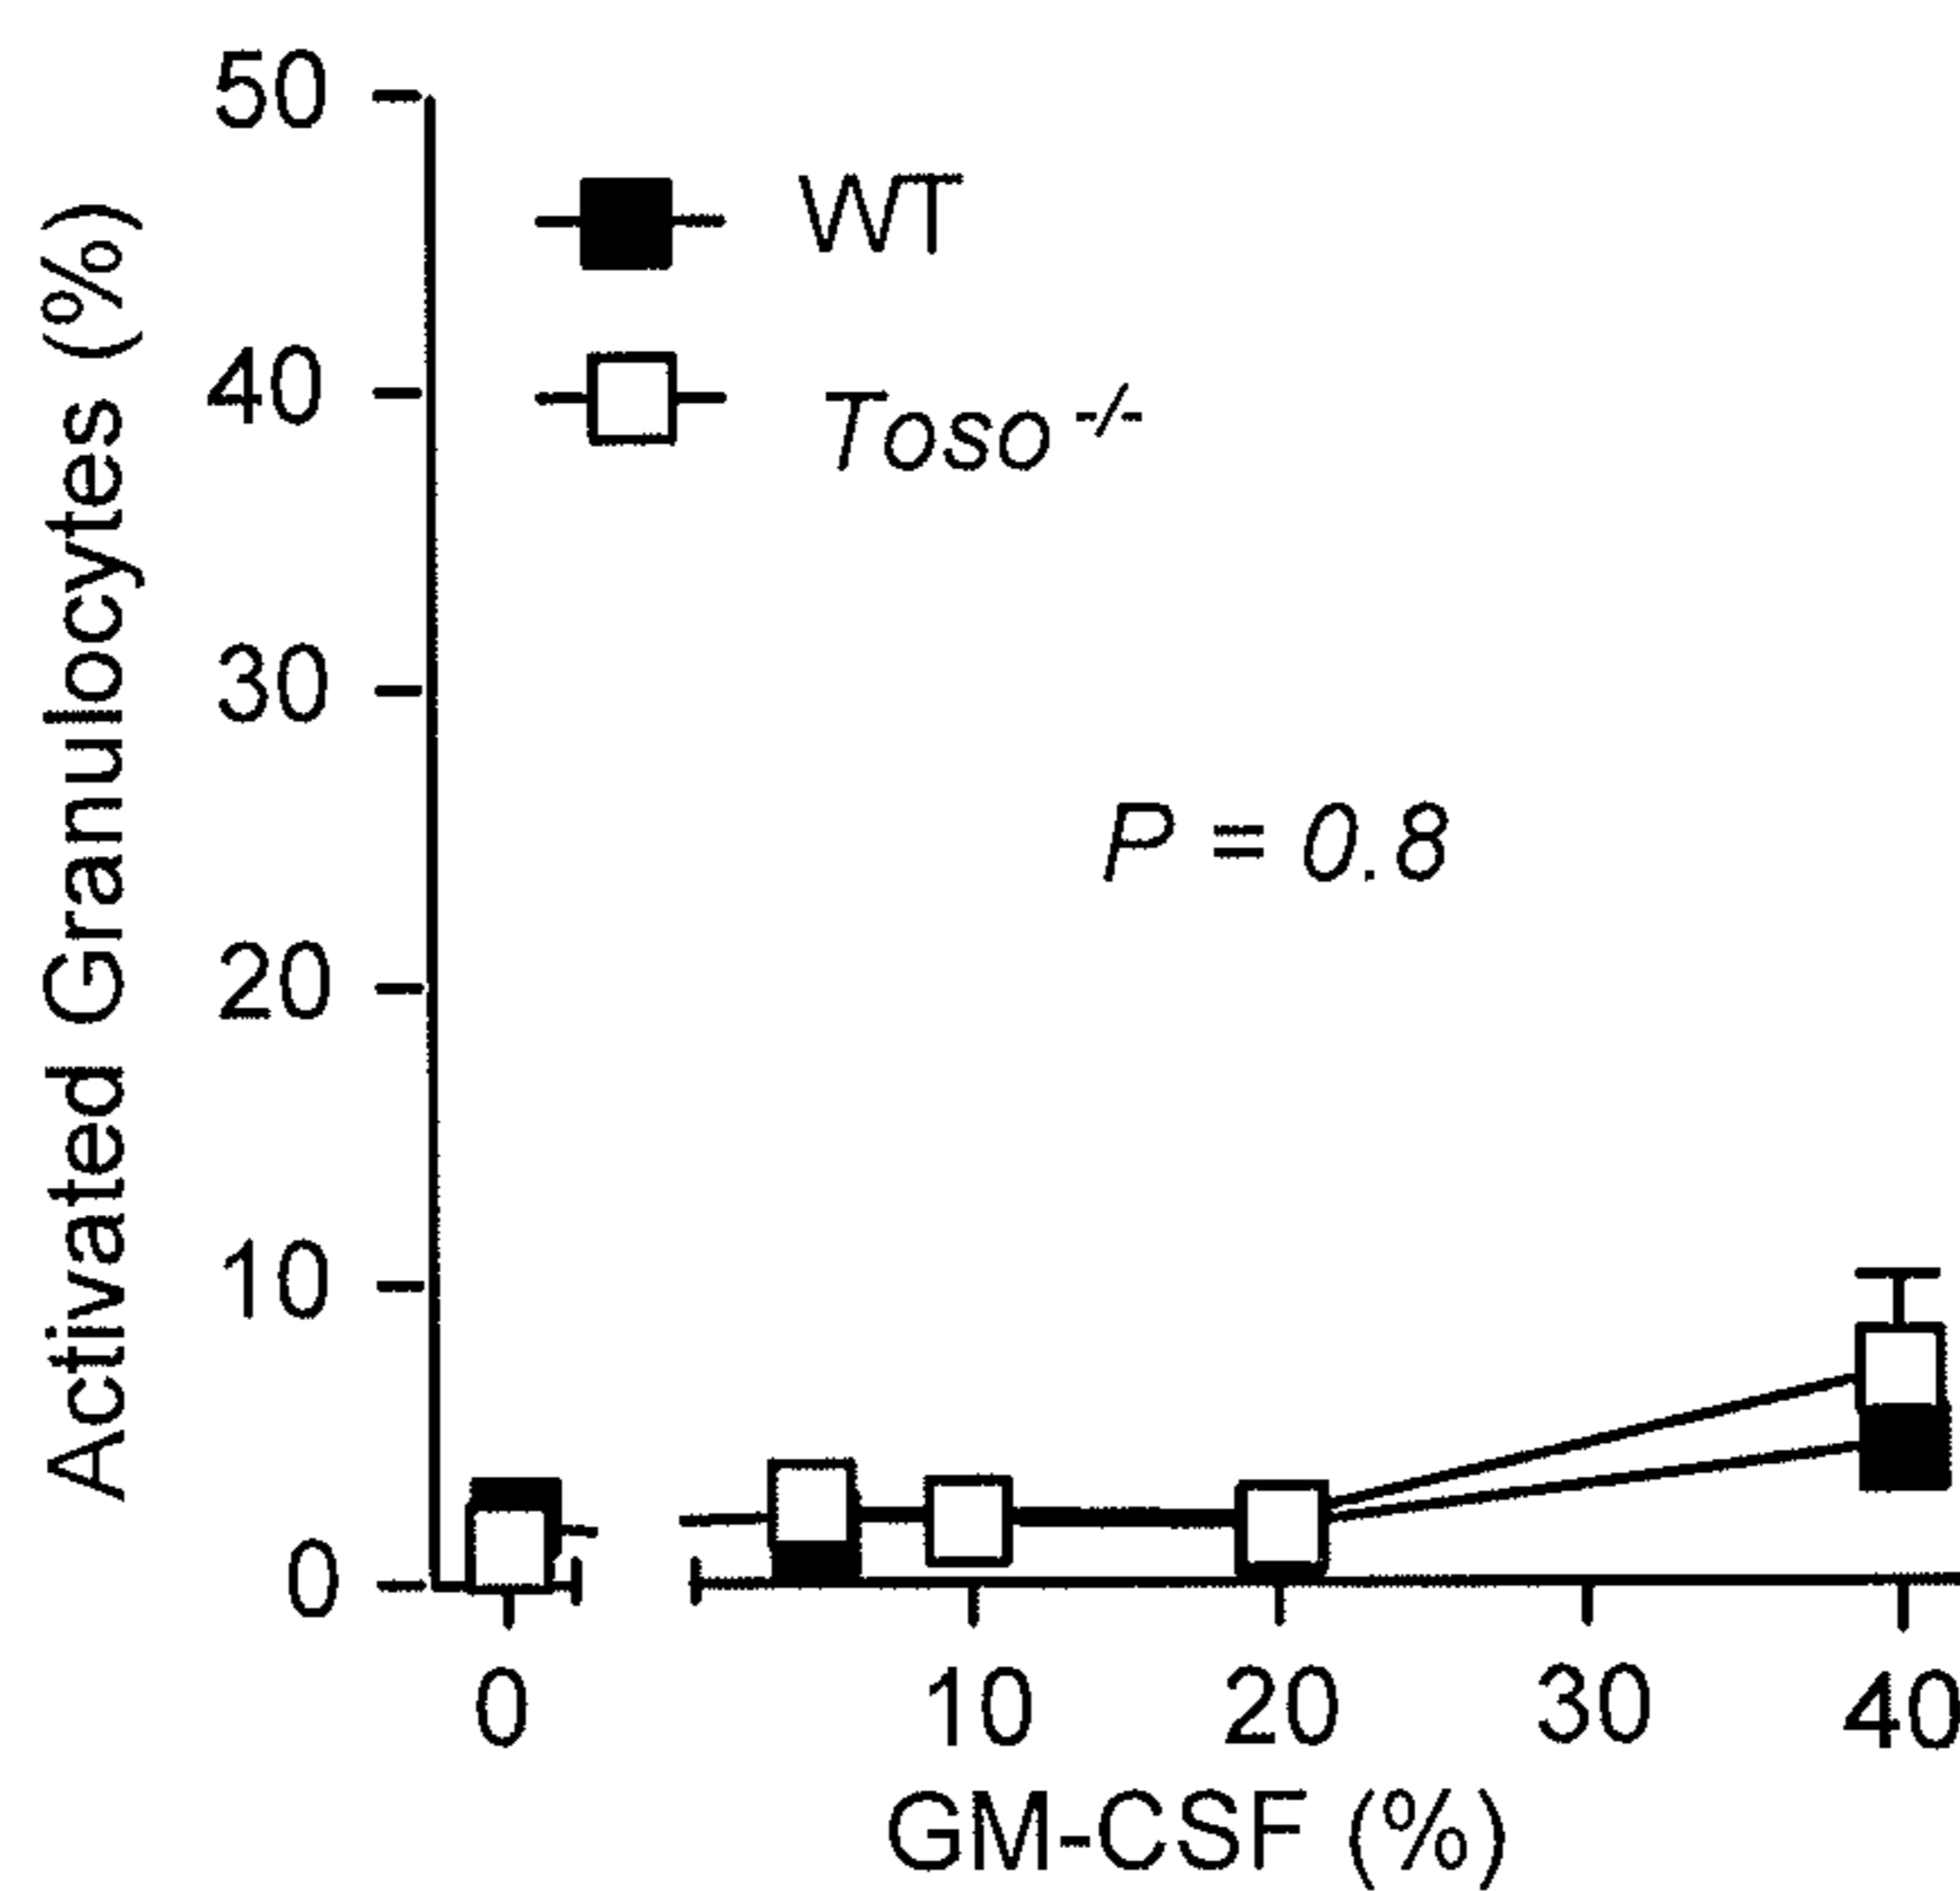 Activated Granulocytes (%)
50
40
30
20
10
0
WT
Toso -/-
P = 0.8
0 10 20 30 40
GM-CSF (%)